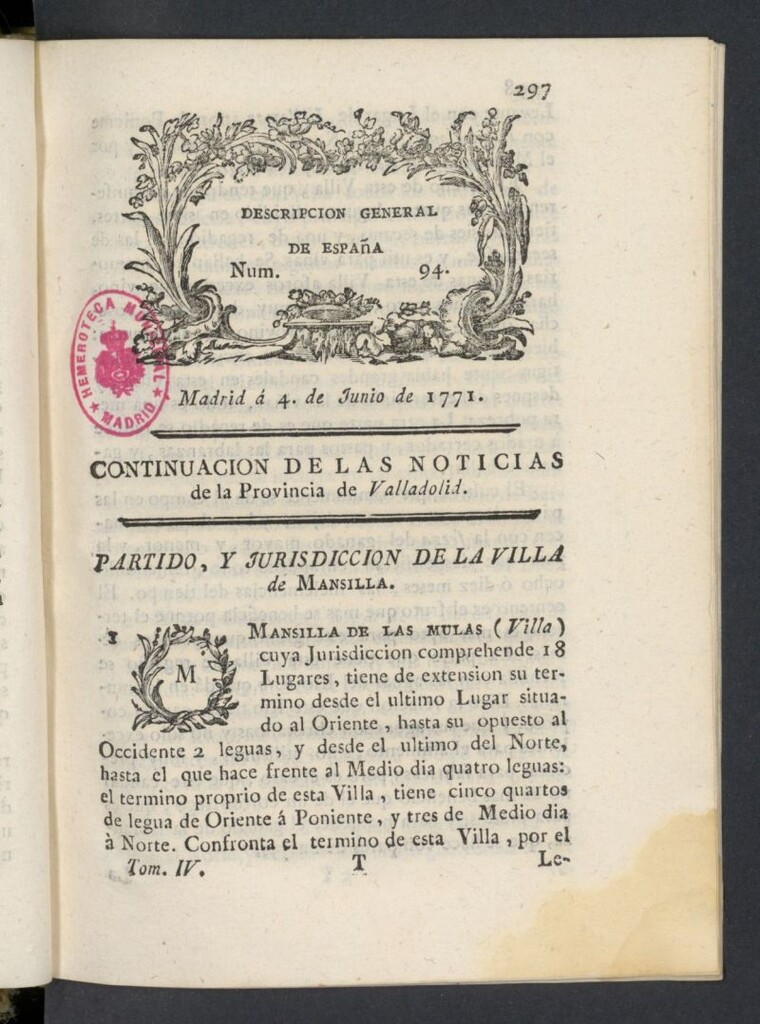 297
DESCRIPCION GENERAL
DE ESPAñA
Num. 94.
HEMEROTECA MUNICIPAL
★ MADRID ★
Madrid á 4. de Junio de 1771.
CONTINUACION DE LAS NOTICIAS
de la Provincia de Valladolid.
PARTIDO, Y JURISDICCION DE LA VILLA
de MANSILLA.
1 MANSILLA DE LAS MULAS (Villa)
M cuya Jurisdiccion comprehende 18
Lugares, tiene de extension su ter-
mino desde el ultimo Lugar situa-
do al Oriente, hasta su opuesto al
Occidente 2 leguas, y desde el ultimo del Norte,
hasta el que hace frente al Medio dia quatro leguas:
el termino proprio de esta Villa, tiene cinco quartos
de legua de Oriente á Poniente, y tres de Medio dia
à Norte. Confronta el termino de esta Villa, por el
Tom. IV. T Le-